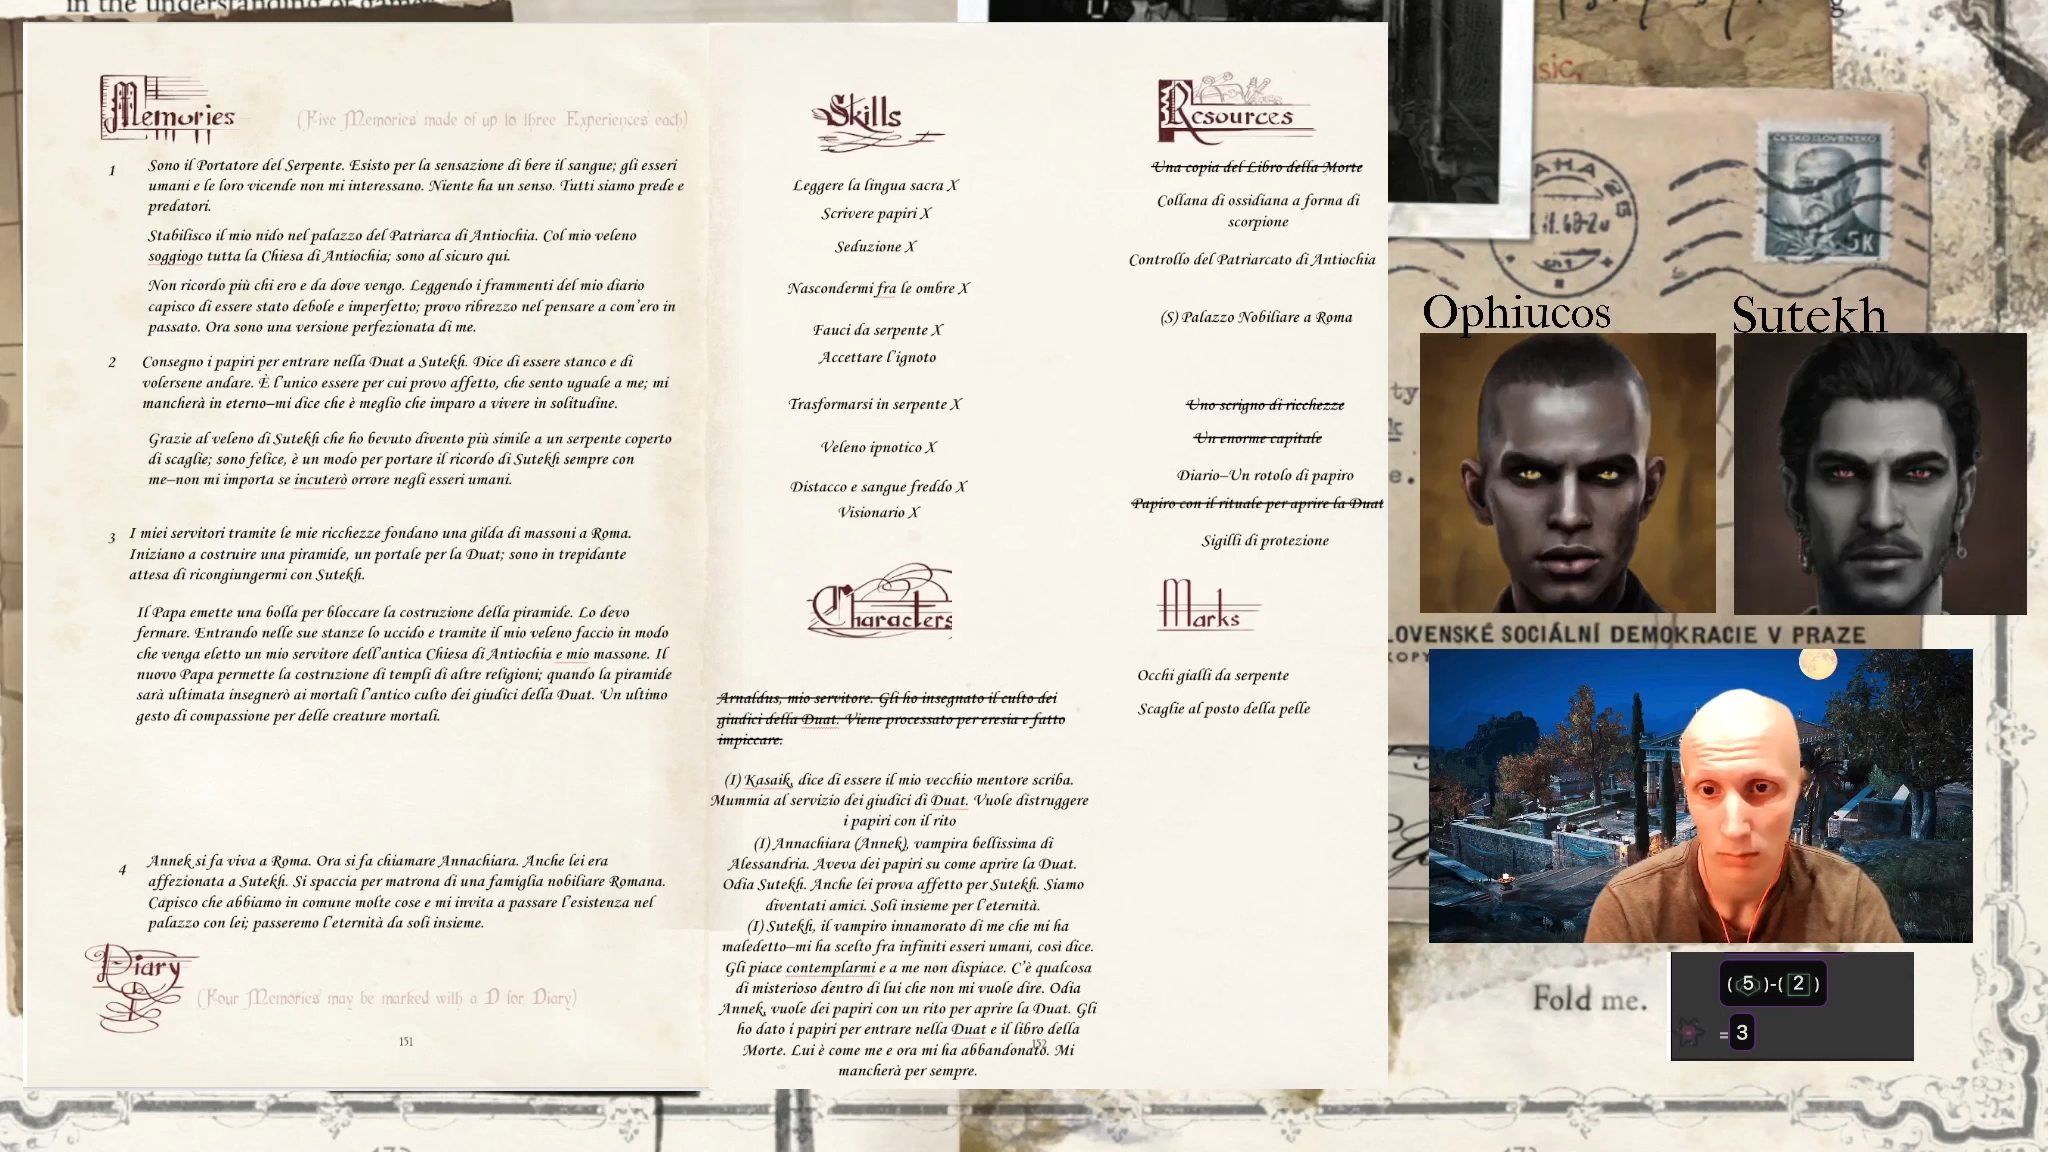 in the understanding of games
Memories
(Five Memories made of up to three Experiences each)
1
Sono il Portatore del Serpente. Esisto per la sensazione di bere il sangue; gli esseri
umani e le loro vicende non mi interessano. Niente ha un senso. Tutti siamo prede e
predatori.
Stabilisco il mio nido nel palazzo del Patriarca di Antiochia. Col mio veleno
soggiogo tutta la Chiesa di Antiochia; sono al sicuro qui.
Non ricordo più chi ero e da dove vengo. Leggendo i frammenti del mio diario
capisco di essere stato debole e imperfetto; provo ribrezzo nel pensare a com'ero in
passato. Ora sono una versione perfezionata di me.
2
Consegno i papiri per entrare nella Duat a Sutekh. Dice di essere stanco e di
volersene andare. È l'unico essere per cui provo affetto, che sento uguale a me; mi
mancherà in eterno—mi dice che è meglio che imparo a vivere in solitudine.
Grazie al veleno di Sutekh che ho bevuto divento più simile a un serpente coperto
di scaglie; sono felice, è un modo per portare il ricordo di Sutekh sempre con
me—non mi importa se incuterò orrore negli esseri umani.
3
I miei servitori tramite le mie ricchezze fondano una gilda di massoni a Roma.
Iniziano a costruire una piramide, un portale per la Duat; sono in trepidante
attesa di ricongiungermi con Sutekh.
Il Papa emette una bolla per bloccare la costruzione della piramide. Lo devo
fermare. Entrando nelle sue stanze lo uccido e tramite il mio veleno faccio in modo
che venga eletto un mio servitore dell'antica Chiesa di Antiochia e mio massone. Il
nuovo Papa permette la costruzione di templi di altre religioni; quando la piramide
sarà ultimata insegnerò ai mortali l'antico culto dei giudici della Duat. Un ultimo
gesto di compassione per delle creature mortali.
4
Annek si fa viva a Roma. Ora si fa chiamare Annachiara. Anche lei era
affezionata a Sutekh. Si spaccia per matrona di una famiglia nobiliare Romana.
Capisco che abbiamo in comune molte cose e mi invita a passare l'esistenza nel
palazzo con lei; passeremo l'eternità da soli insieme.
Diary
(Four Memories may be marked with a D for Diary)
151
Skills
Leggere la lingua sacra X
Scrivere papiri X
Seduzione X
Nascondermi fra le ombre X
Fauci da serpente X
Accettare l'ignoto
Trasformarsi in serpente X
Veleno ipnotico X
Distacco e sangue freddo X
Visionario X
Characters
Arnaldus, mio servitore. Gli ho insegnato il culto dei
giudici della Duat. Viene processato per eresia e fatto
impiccare.
(I) Kasaik, dice di essere il mio vecchio mentore scriba.
Mummia al servizio dei giudici di Duat. Vuole distruggere
i papiri con il rito
(I) Annachiara (Annek), vampira bellissima di
Alessandria. Aveva dei papiri su come aprire la Duat.
Odia Sutekh. Anche lei prova affetto per Sutekh. Siamo
diventati amici. Soli insieme per l'eternità.
(I) Sutekh, il vampiro innamorato di me che mi ha
maledetto—mi ha scelto fra infiniti esseri umani, così dice.
Gli piace contemplarmi e a me non dispiace. C'è qualcosa
di misterioso dentro di lui che non mi vuole dire. Odia
Annek, vuole dei papiri con un rito per aprire la Duat. Gli
ho dato i papiri per entrare nella Duat e il libro della
Morte. Lui è come me e ora mi ha abbandonato. Mi
mancherà per sempre.
152
Resources
Una copia del Libro della Morte
Collana di ossidiana a forma di
scorpione
Controllo del Patriarcato di Antiochia
(S) Palazzo Nobiliare a Roma
Uno scrigno di ricchezze
Un enorme capitale
Diario—Un rotolo di papiro
Papiro con il rituale per aprire la Duat
Sigilli di protezione
Marks
Occhi gialli da serpente
Scaglie al posto della pelle
sic,
ČESKOSLOVENSKO
5K
Ophiucos
Sutekh
LOVENSKÉ SOCIÁLNÍ DEMOKRACIE V PRAZE
Fold me.
(5)-(2)
=3